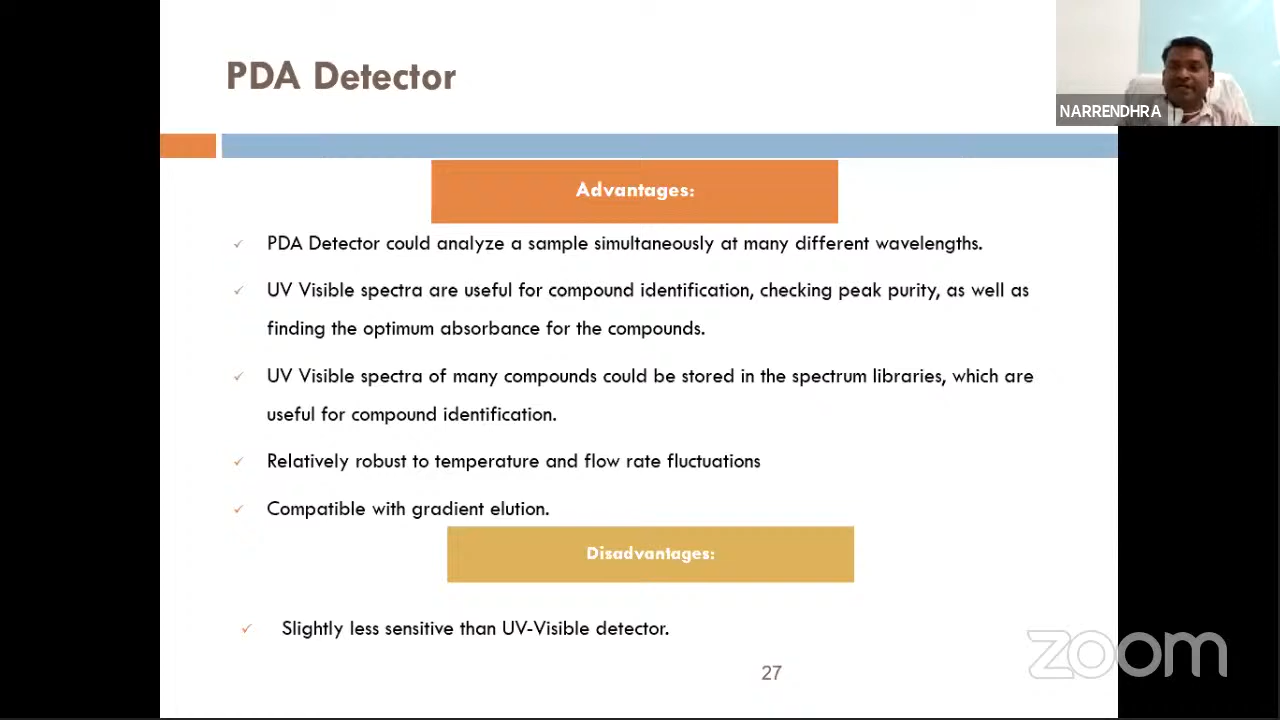 PDA Detector
NARRENDHRA
Advantages:
PDA Detector could analyze a sample simultaneously at many different wavelengths.
UV Visible spectra are useful for compound identification, checking peak purity, as well as
finding the optimum absorbance for the compounds.
UV Visible spectra of many compounds could be stored in the spectrum libraries, which are
useful for compound identification.
Relatively robust to temperature and flow rate fluctuations
Compatible with gradient elution.
Disadvantages:
Slightly less sensitive than UV-Visible detector.
zoom
27